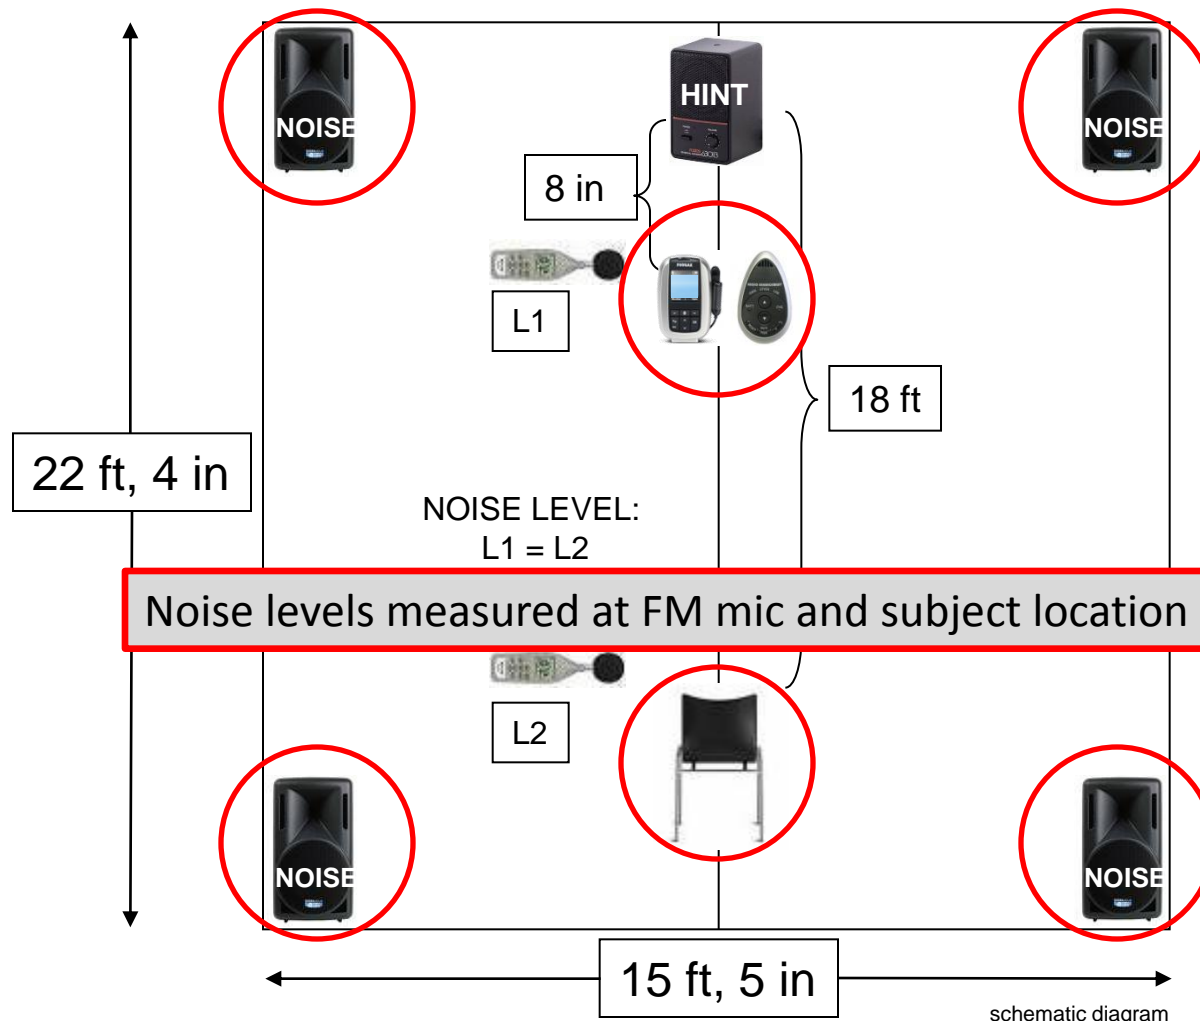 NOISE
HINT
NOISE
8 in
L1
18 ft
22 ft, 4 in
NOISE LEVEL:
L1 = L2
Noise levels measured at FM mic and subject location
L2
NOISE
NOISE
15 ft, 5 in
schematic diagram